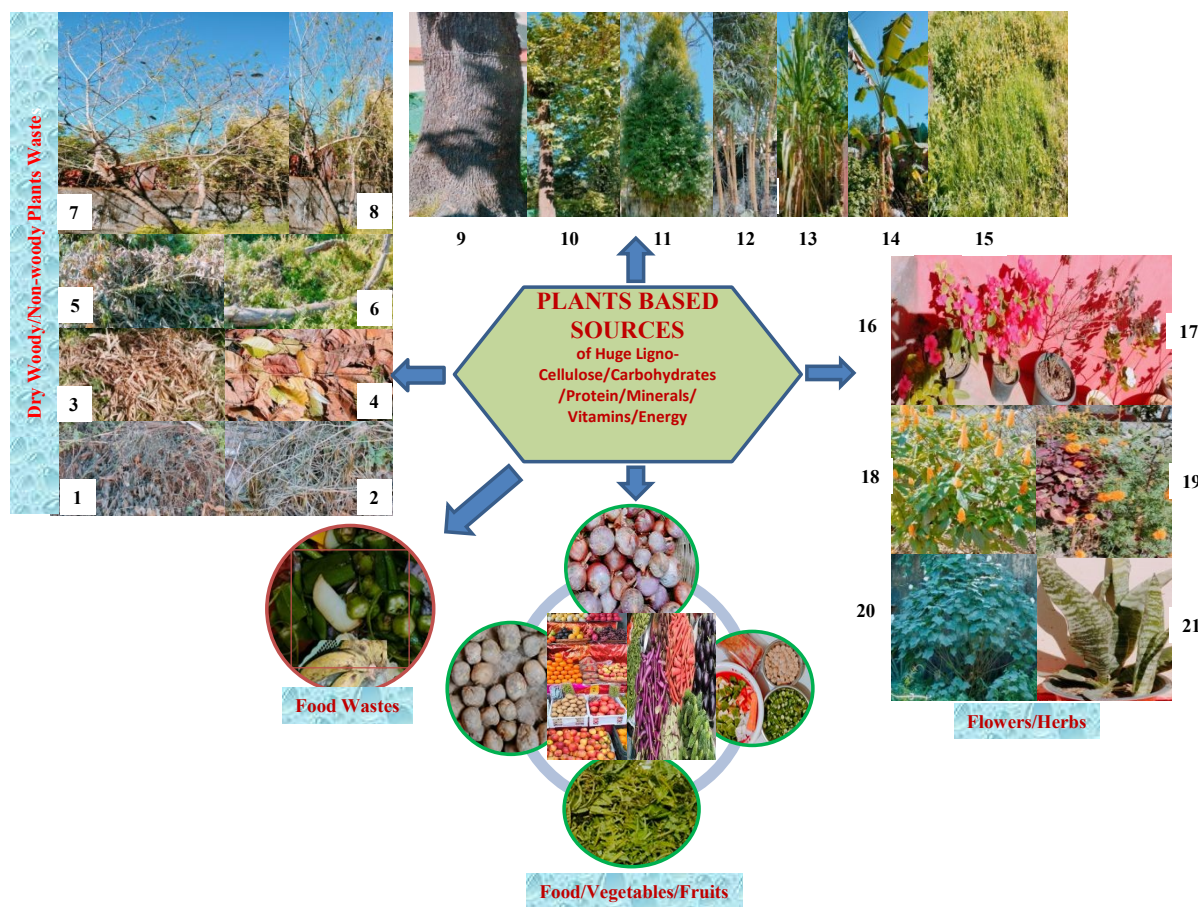 Dry Woody/Non-woody Plants Waste
7
8
5
6
3
4
1
2
9
10
11
12
13
14
15
PLANTS BASED
SOURCES
of Huge Ligno-
Cellulose/Carbohydrates
/Protein/Minerals/
Vitamins/Energy
16
17
18
19
20
21
Food Wastes
Flowers/Herbs
Food/Vegetables/Fruits